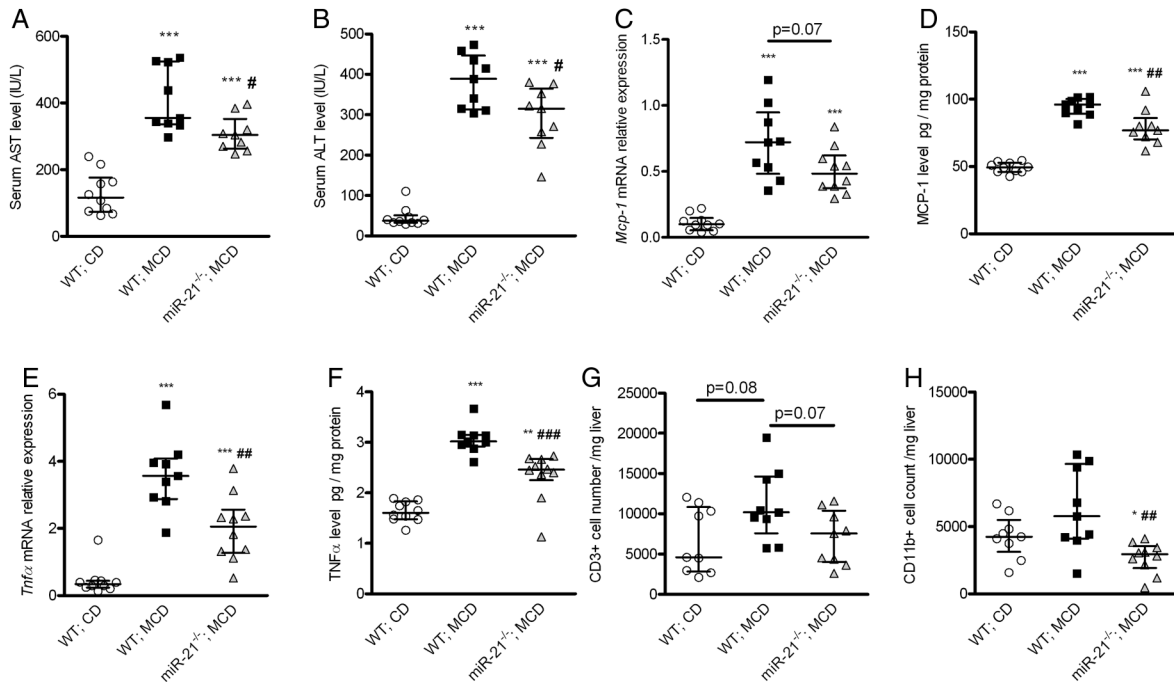 A
Serum AST level (IU/L)
600
400
200
0
***
*** #
WT; CD
WT; MCD
miR-21-/-; MCD
B
Serum ALT level (IU/L)
500
400
300
200
100
0
***
*** #
WT; CD
WT; MCD
miR-21-/-; MCD
C
Mcp-1 mRNA relative expression
1.5
1.0
0.5
0.0
p=0.07
***
***
WT; CD
WT; MCD
miR-21-/-; MCD
D
MCP-1 level pg / mg protein
150
100
50
0
***
*** ##
WT; CD
WT; MCD
miR-21-/-; MCD
E
Tnfα mRNA relative expression
6
4
2
0
***
*** ##
WT; CD
WT; MCD
miR-21-/-; MCD
F
TNFα level pg / mg protein
4
3
2
1
0
***
** ###
WT; CD
WT; MCD
miR-21-/-; MCD
G
CD3+ cell number /mg liver
25000
20000
15000
10000
5000
0
p=0.08
p=0.07
WT; CD
WT; MCD
miR-21-/-; MCD
H
CD11b+ cell count /mg liver
15000
10000
5000
0
* ##
WT; CD
WT; MCD
miR-21-/-; MCD